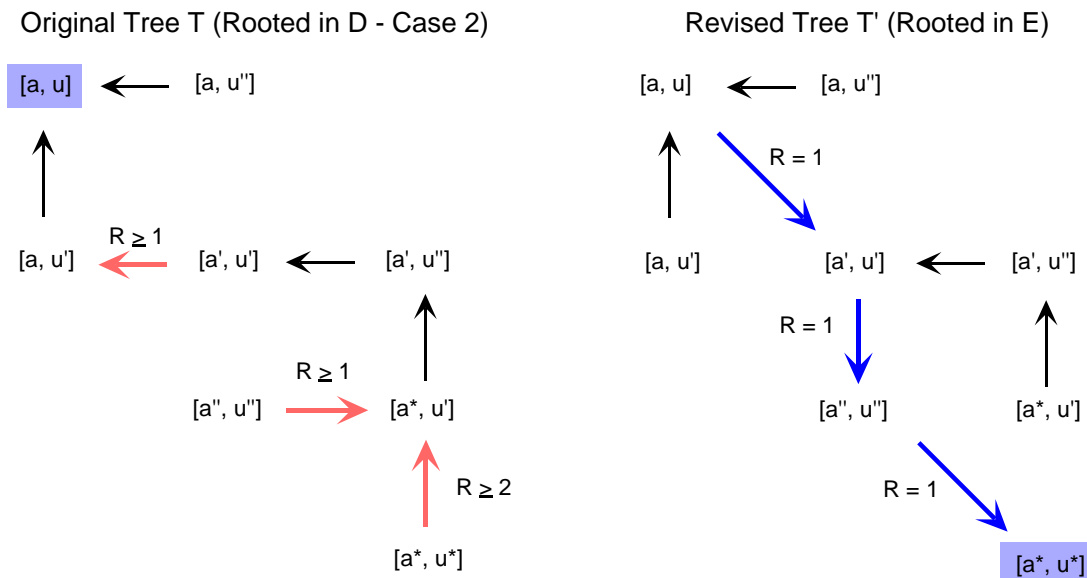 Original Tree T (Rooted in D - Case 2)
[a, u]
[a, u'']
R ≥ 1
[a, u']
[a', u']
[a', u'']
R ≥ 1
[a'', u'']
[a*, u']
R ≥ 2
[a*, u*]
Revised Tree T' (Rooted in E)
[a, u]
[a, u'']
R = 1
[a, u']
[a', u']
[a', u'']
R = 1
[a'', u'']
[a*, u']
R = 1
[a*, u*]